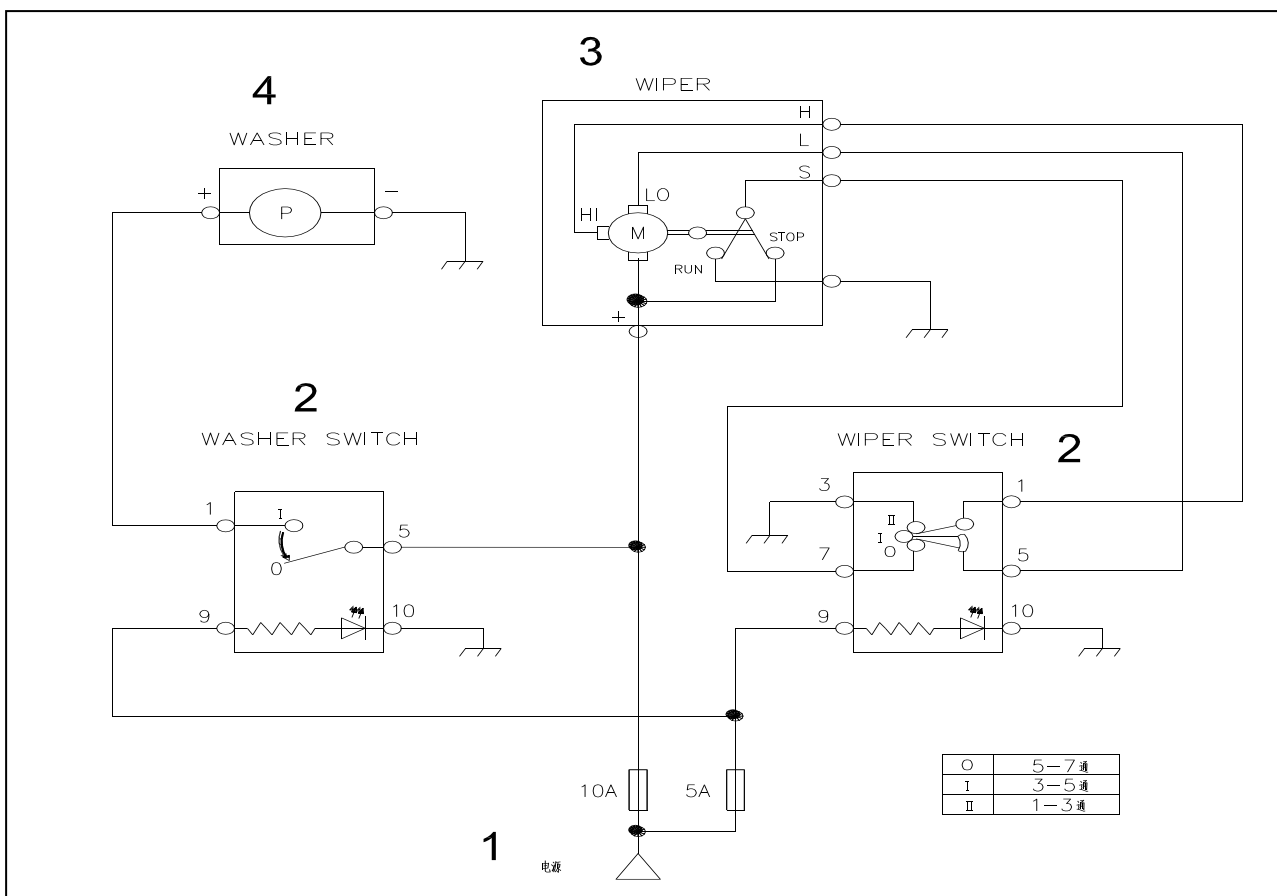 3
WIPER
4
WASHER
+
−
P
H
L
S
LO
HI
M
STOP
RUN
+
2
WASHER SWITCH
1
I
O
5
9
10
WIPER SWITCH
2
3
1
II
I
O
7
5
9
10
10A
5A
1
电源
O 5-7通
I 3-5通
II 1-3通